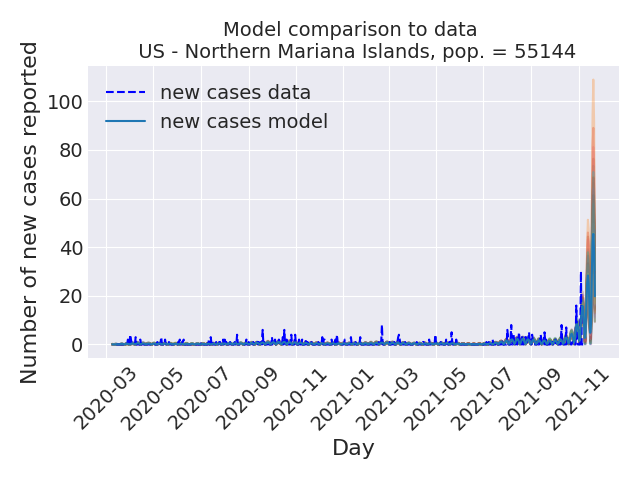 Model comparison to data
US - Northern Mariana Islands, pop. = 55144
Number of new cases reported
100
80
60
40
20
0
new cases data
new cases model
2020-03
2020-05
2020-07
2020-09
2020-11
2021-01
2021-03
2021-05
2021-07
2021-09
2021-11
Day